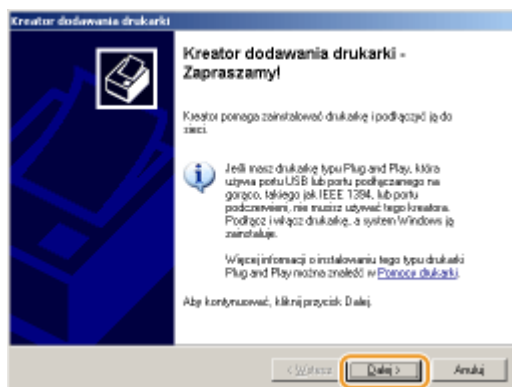 Kreator dodawania drukarki
Kreator dodawania drukarki -
Zapraszamy!
Kreator pomaga zainstalować drukarkę i podłączyć ją do
sieci.
Jeśli masz drukarkę typu Plug and Play, która
używa portu USB lub portu podłączanego na
gorąco, takiego jak IEEE 1394, lub portu
podczerwieni, nie musisz używać tego kreatora.
Podłącz i włącz drukarkę, a system Windows ją
zainstaluje.
Więcej informacji o instalowaniu tego typu drukarki
Plug and Play można znaleźć w Pomocy drukarki.
Aby kontynuować, kliknij przycisk Dalej.
< Wstecz Dalej > Anuluj